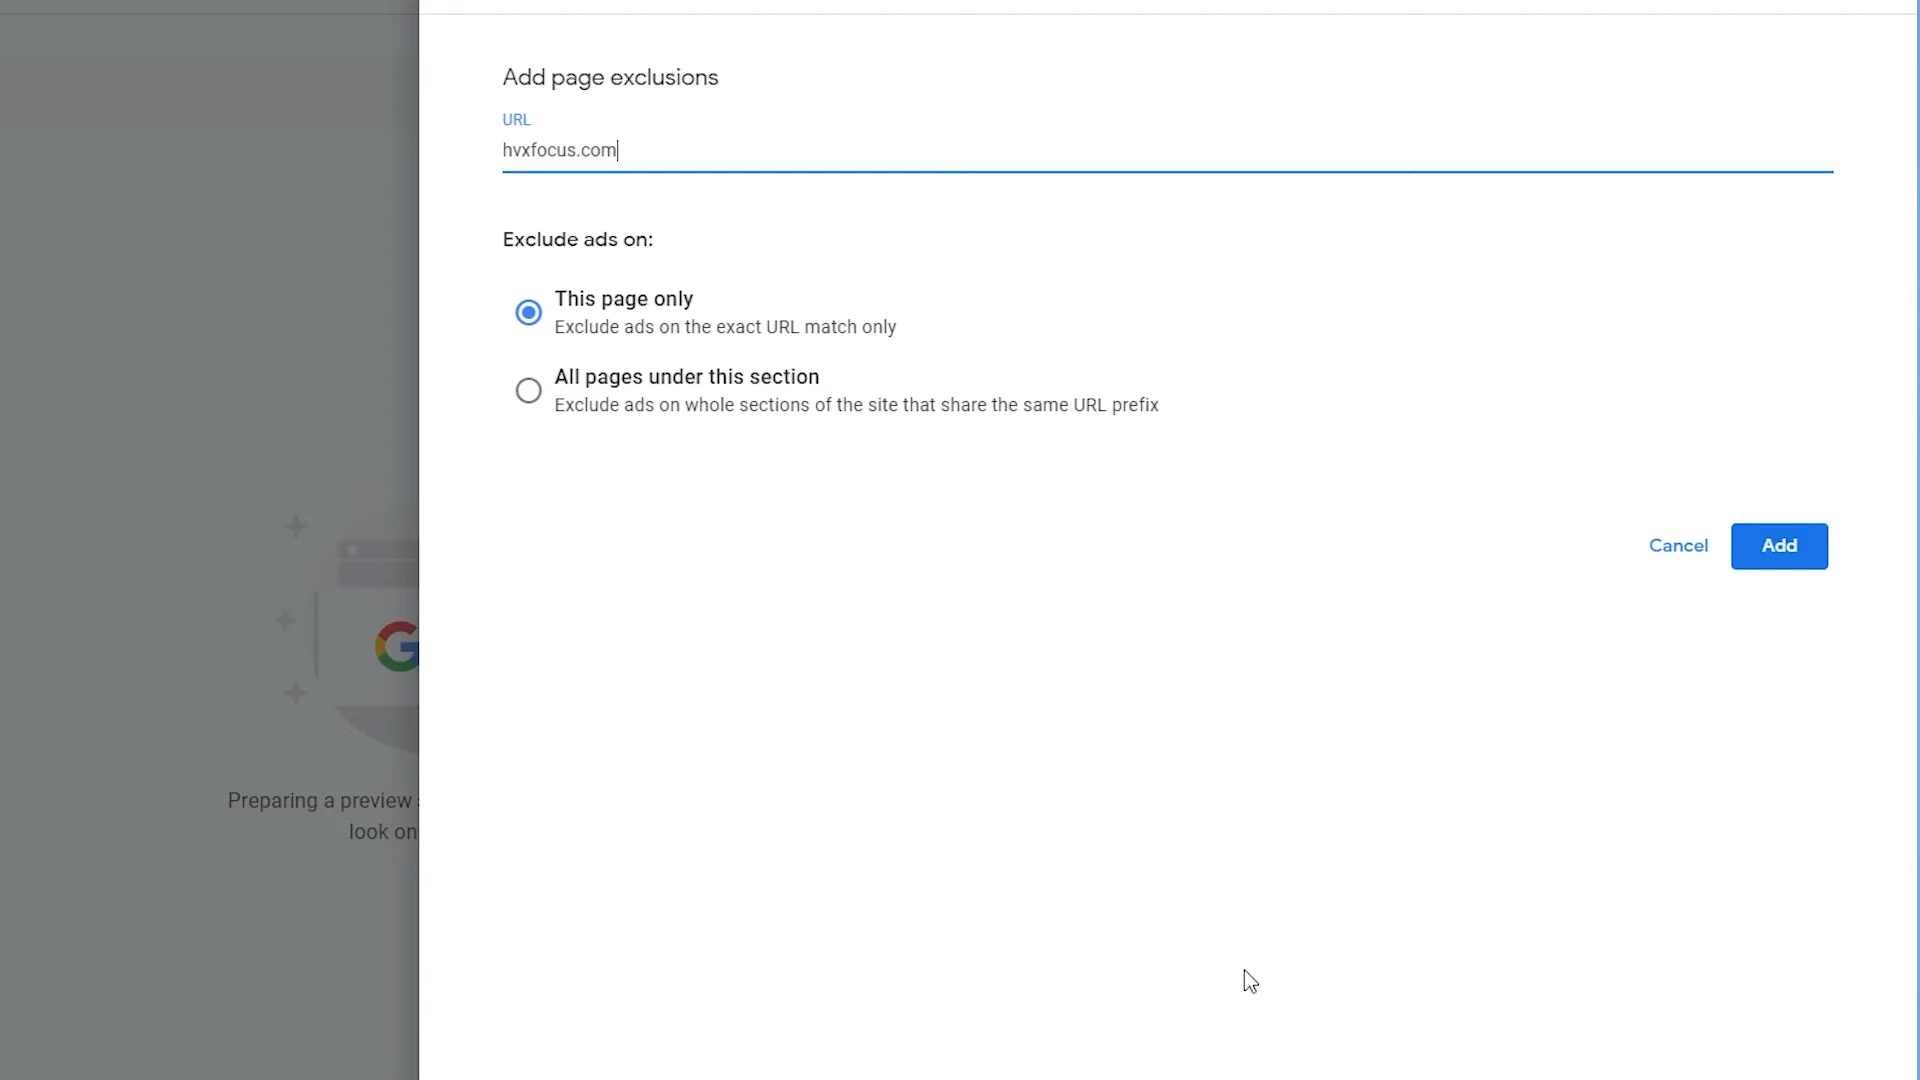 Add page exclusions
URL
hvxfocus.com
Exclude ads on:
This page only
Exclude ads on the exact URL match only
All pages under this section
Exclude ads on whole sections of the site that share the same URL prefix
Cancel
Add
Preparing a preview
look on